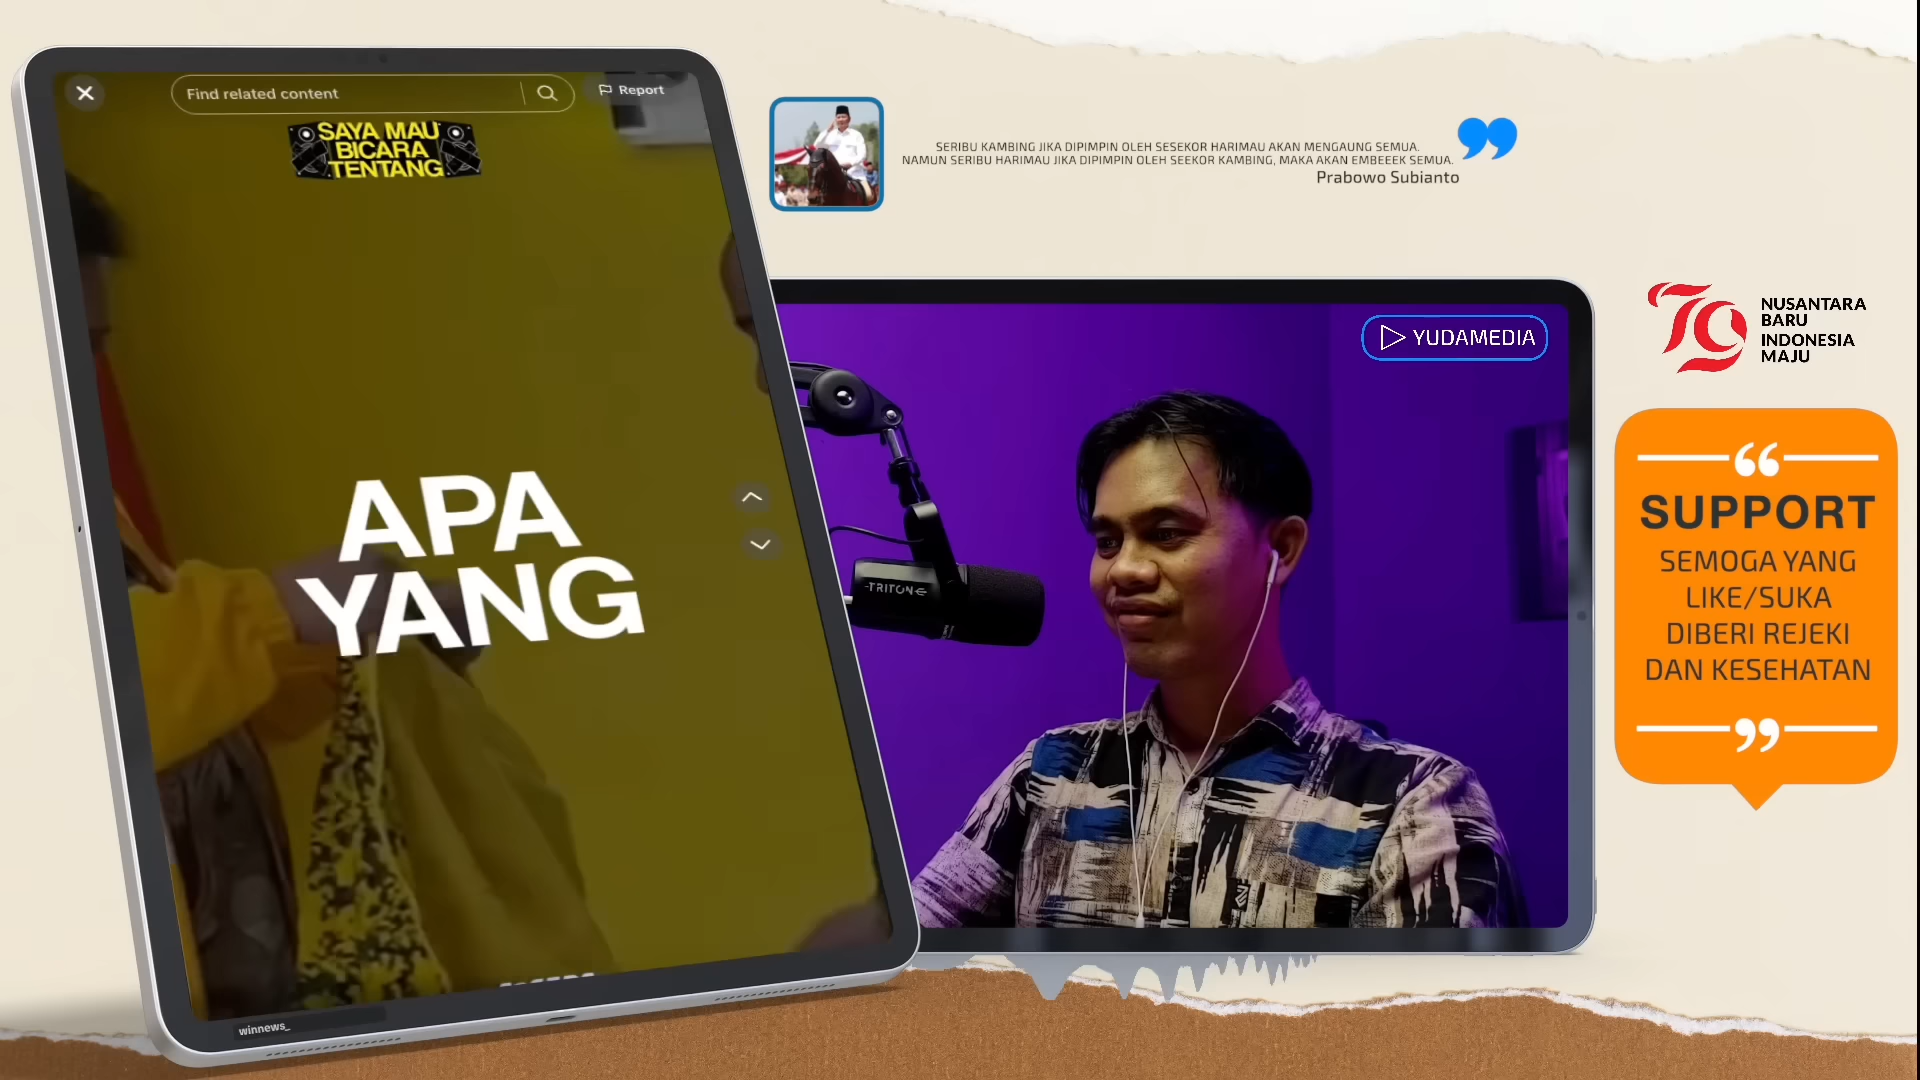 Find related content
Report
SAYA MAU
BICARA
TENTANG
APA
YANG
winnews_
SERIBU KAMBING JIKA DIPIMPIN OLEH SESEKOR HARIMAU AKAN MENGAUNG SEMUA.
NAMUN SERIBU HARIMAU JIKA DIPIMPIN OLEH SEEKOR KAMBING, MAKA AKAN EMBEEEK SEMUA.
Prabowo Subianto
YUDAMEDIA
TRITON
79
NUSANTARA
BARU
INDONESIA
MAJU
SUPPORT
SEMOGA YANG
LIKE/SUKA
DIBERI REJEKI
DAN KESEHATAN